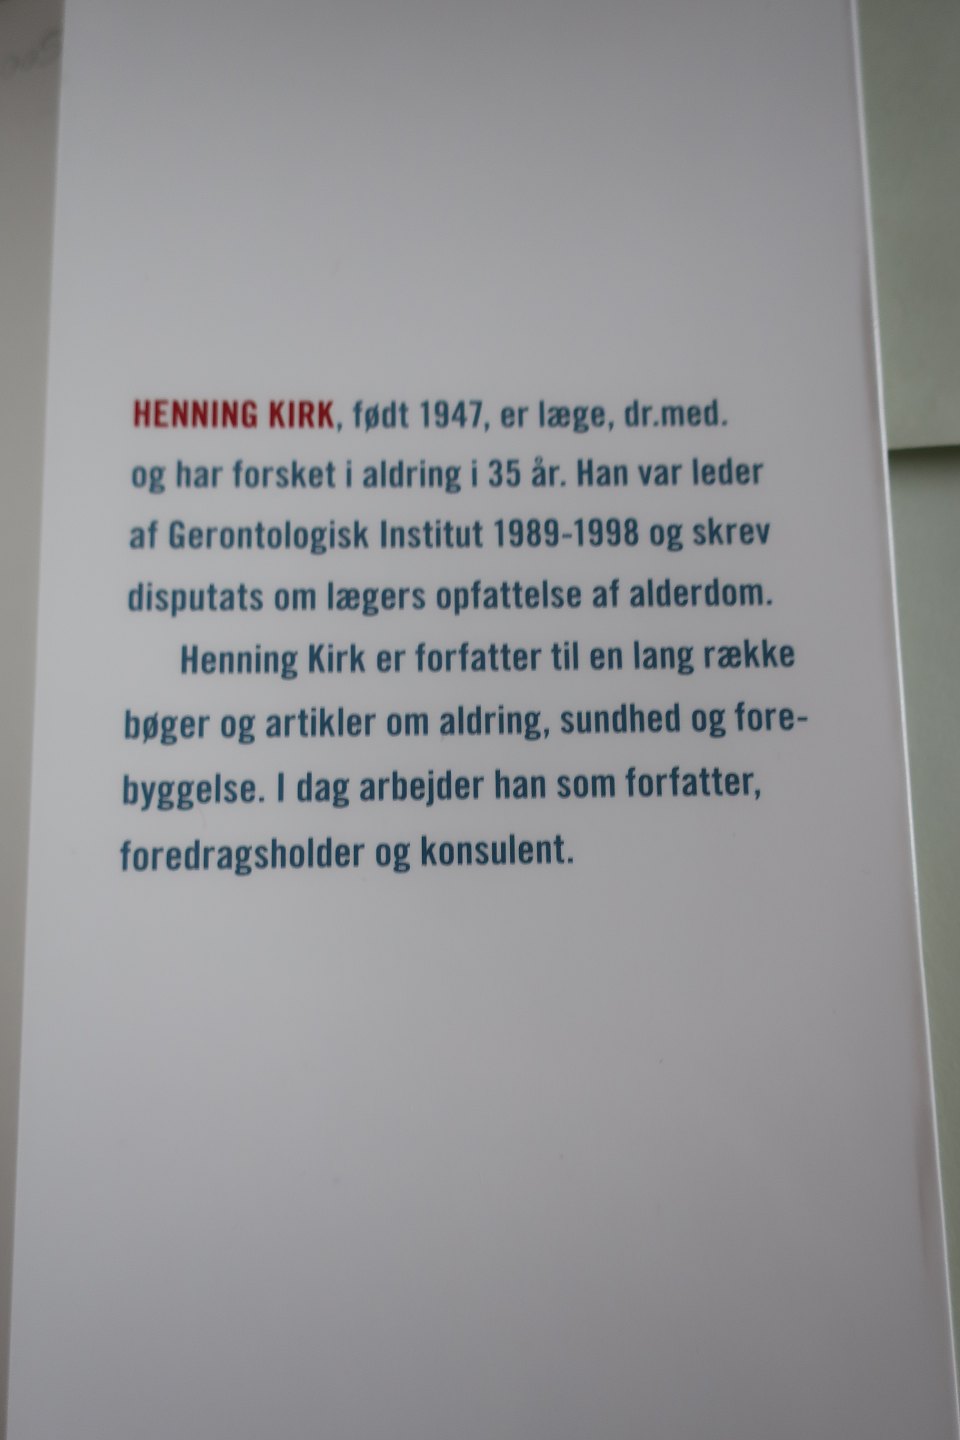 HENNING KIRK, født 1947, er læge, dr.med.
og har forsket i aldring i 35 år. Han var leder
af Gerontologisk Institut 1989-1998 og skrev
disputats om lægers opfattelse af alderdom.
Henning Kirk er forfatter til en lang række
bøger og artikler om aldring, sundhed og fore-
byggelse. I dag arbejder han som forfatter,
foredragsholder og konsulent.